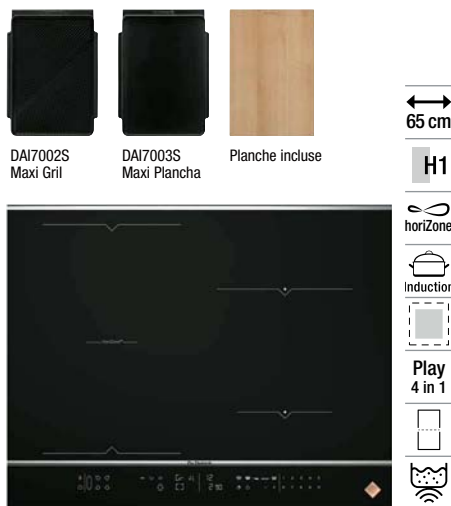 DAI7002S
Maxi Gril
DAI7003S
Maxi Plancha
Planche incluse
65 cm
H1
horiZone
Induction
Play
4 in 1